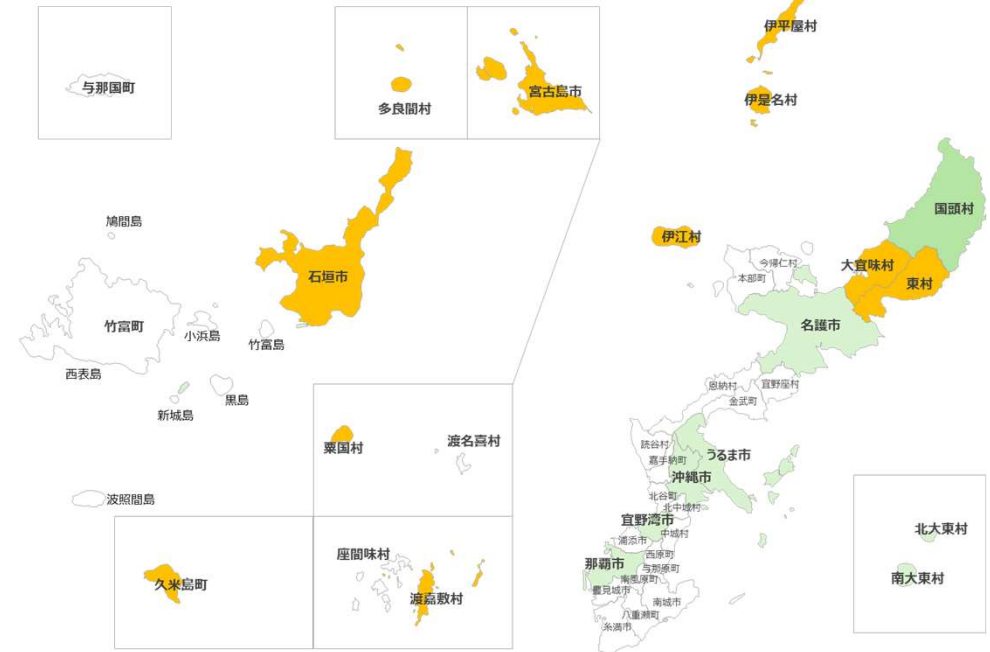 与那国町
多良間村
宮古島市
伊平屋村
伊是名村
鳩間島
石垣市
竹富町
小浜島
竹富島
西表島
新城島
黒島
波照間島
粟国村
渡名喜村
久米島町
座間味村
渡嘉敷村
国頭村
伊江村
大宜味村
東村
今帰仁村
本部町
名護市
恩納村
宜野座村
金武町
読谷村
嘉手納町
うるま市
沖縄市
北谷町
北中城村
宜野湾市
中城村
浦添市
西原町
那覇市
与那原町
南風原町
豊見城市
南城市
八重瀬町
糸満市
北大東村
南大東村